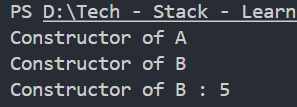 PS D:\Tech - Stack - Learn
Constructor of A
Constructor of B
Constructor of B : 5